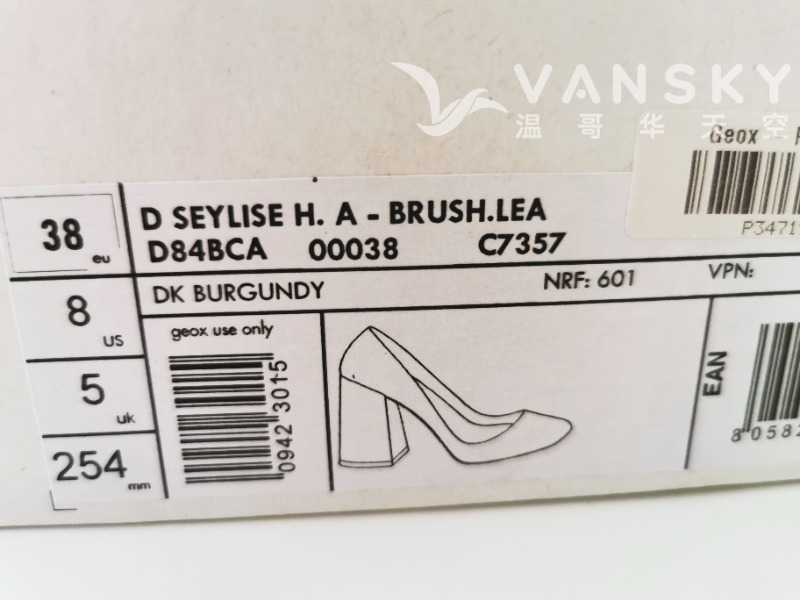 VANSKY
温哥华天空
Geox
P3471
38 eu
D SEYLISE H. A - BRUSH.LEA
D84BCA 00038 C7357
DK BURGUNDY NRF: 601 VPN:
8 US
geox use only
5 uk
254 mm
0942 3015
EAN
8 0582